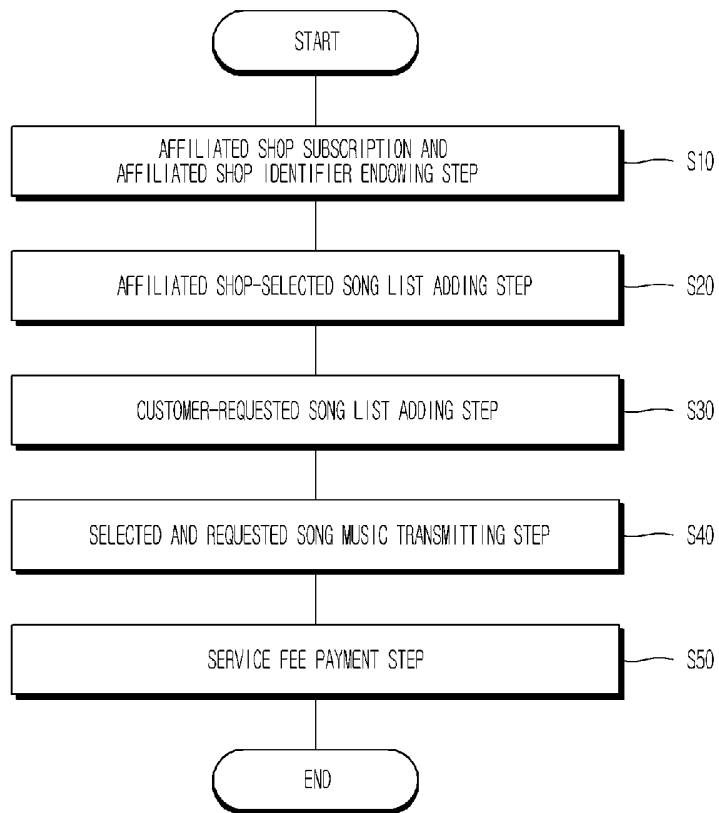 START
AFFILIATED SHOP SUBSCRIPTION AND
AFFILIATED SHOP IDENTIFIER ENDOWING STEP
S10
AFFILIATED SHOP-SELECTED SONG LIST ADDING STEP
S20
CUSTOMER-REQUESTED SONG LIST ADDING STEP
S30
SELECTED AND REQUESTED SONG MUSIC TRANSMITTING STEP
S40
SERVICE FEE PAYMENT STEP
S50
END